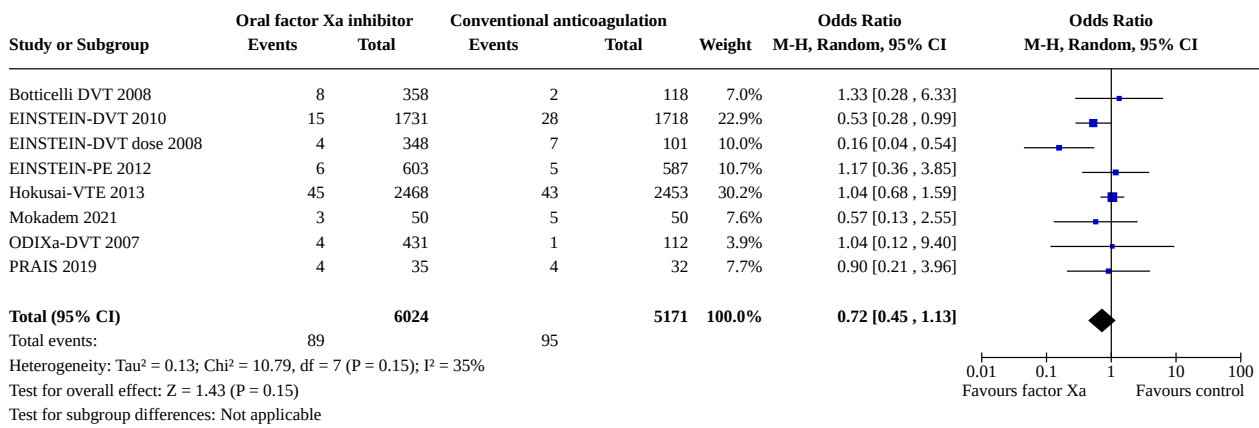 Oral factor Xa inhibitor Conventional anticoagulation Odds Ratio Odds Ratio
Study or Subgroup Events Total Events Total Weight M-H, Random, 95% CI M-H, Random, 95% CI
Botticelli DVT 2008 8 358 2 118 7.0% 1.33 [0.28 , 6.33]
EINSTEIN-DVT 2010 15 1731 28 1718 22.9% 0.53 [0.28 , 0.99]
EINSTEIN-DVT dose 2008 4 348 7 101 10.0% 0.16 [0.04 , 0.54]
EINSTEIN-PE 2012 6 603 5 587 10.7% 1.17 [0.36 , 3.85]
Hokusai-VTE 2013 45 2468 43 2453 30.2% 1.04 [0.68 , 1.59]
Mokadem 2021 3 50 5 50 7.6% 0.57 [0.13 , 2.55]
ODIXa-DVT 2007 4 431 1 112 3.9% 1.04 [0.12 , 9.40]
PRAIS 2019 4 35 4 32 7.7% 0.90 [0.21 , 3.96]
Total (95% CI) 6024 5171 100.0% 0.72 [0.45 , 1.13]
Total events: 89 95
Heterogeneity: Tau² = 0.13; Chi² = 10.79, df = 7 (P = 0.15); I² = 35%
Test for overall effect: Z = 1.43 (P = 0.15)
Test for subgroup differences: Not applicable
0.01 0.1 1 10 100
Favours factor Xa Favours control